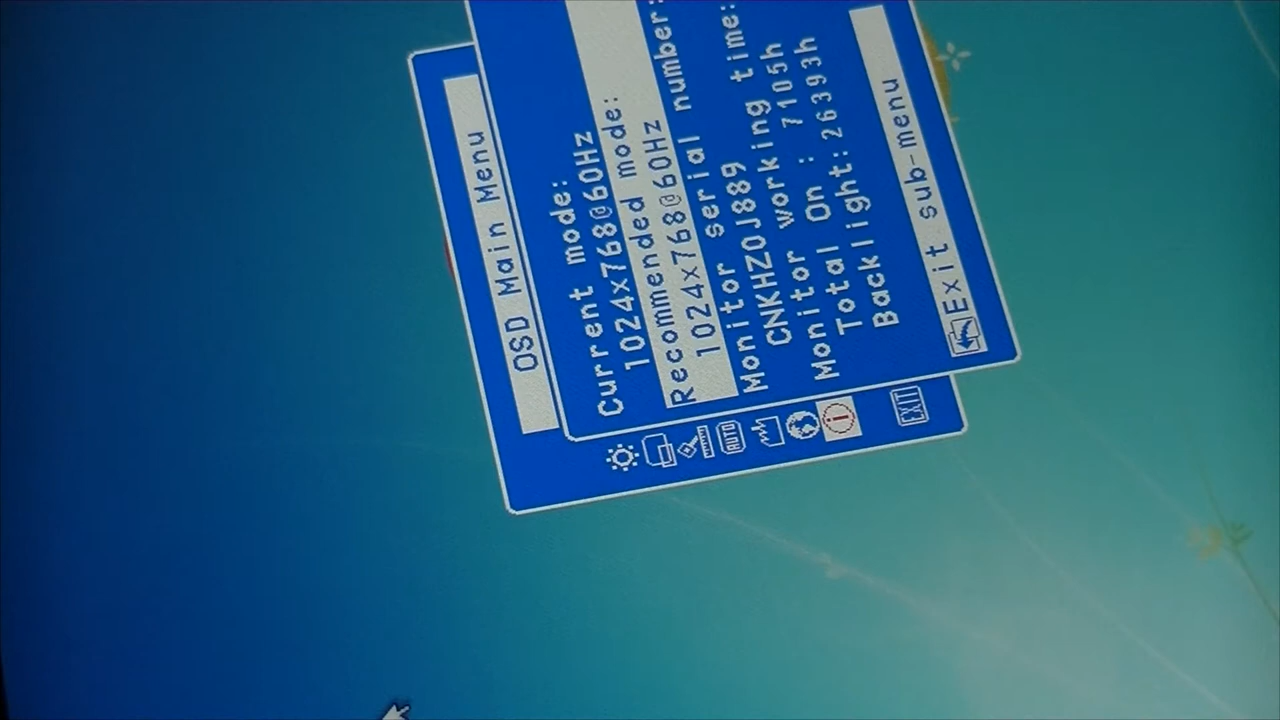 OSD Main Menu
Current mode:
1024x768@60Hz
Recommended mode:
1024x768@60Hz
Monitor serial number:
CNKHZ0J889
Monitor working time:
Monitor On : 7105h
Total
Backlight:26393h
Exit sub-menu
AUTO
EXIT